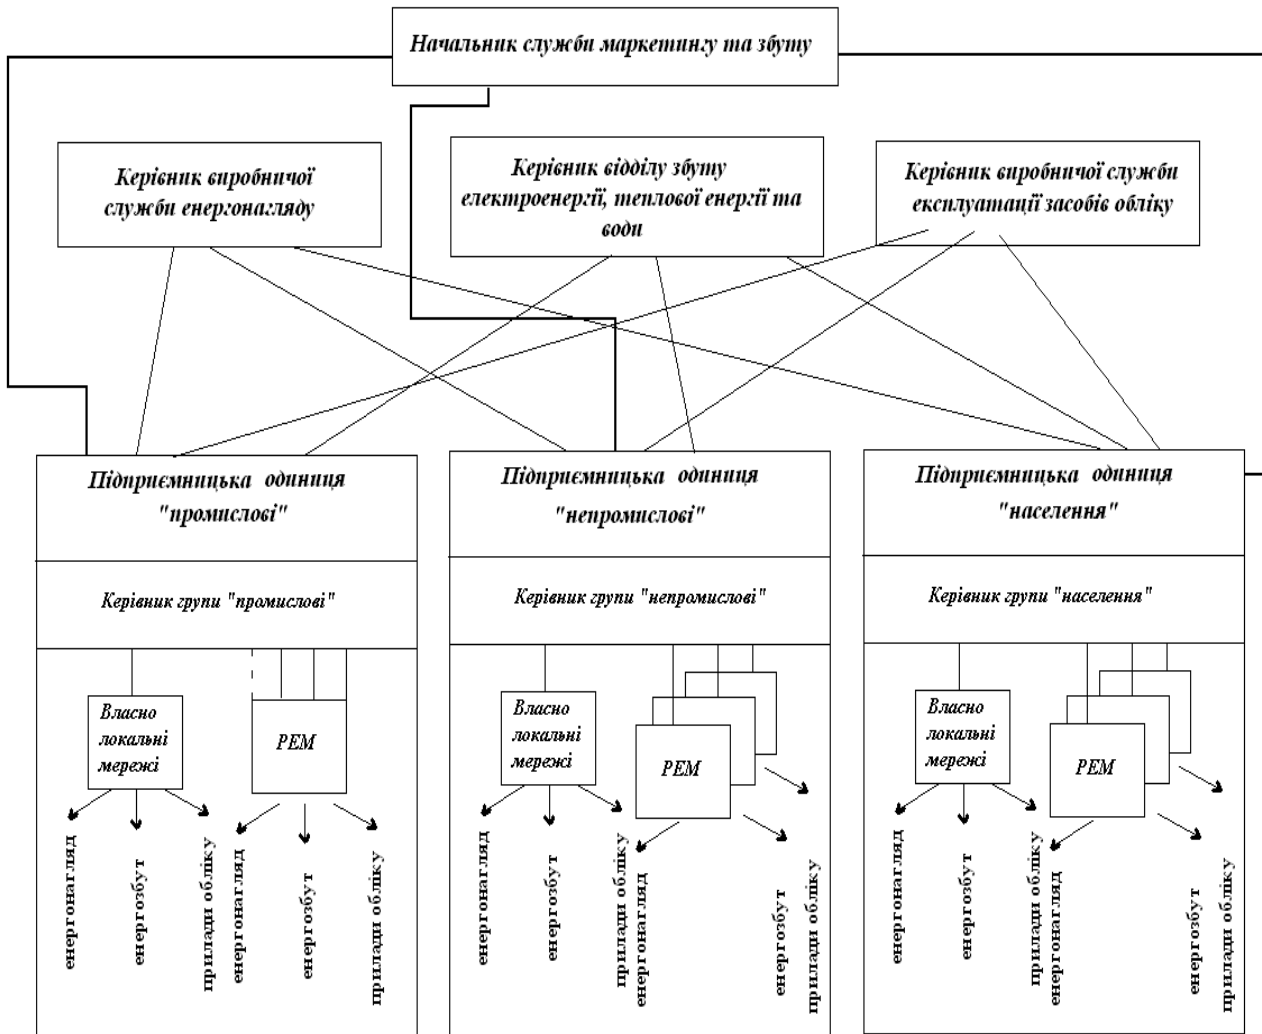 Начальник служби маркетингу та збуту
Керівник виробничої
служби енергонагляду
Керівник відділу збуту
електроенергії, теплової енергії та
води
Керівник виробничої служби
експлуатації засобів обліку
Підприємницька одиниця
"промислові"
Підприємницька одиниця
"непромислові"
Підприємницька одиниця
"населення"
Керівник групи "промислові"
Керівник групи "непромислові"
Керівник групи "населення"
Власно
локальні
мережі
РЕМ
Власно
локальні
мережі
РЕМ
Власно
локальні
мережі
РЕМ
енергонагляд
енергозбут
прилади обліку
енергонагляд
енергозбут
прилади обліку
енергонагляд
енергозбут
прилади обліку
енергонагляд
енергозбут
прилади обліку
енергонагляд
енергозбут
прилади обліку
енергонагляд
енергозбут
прилади обліку